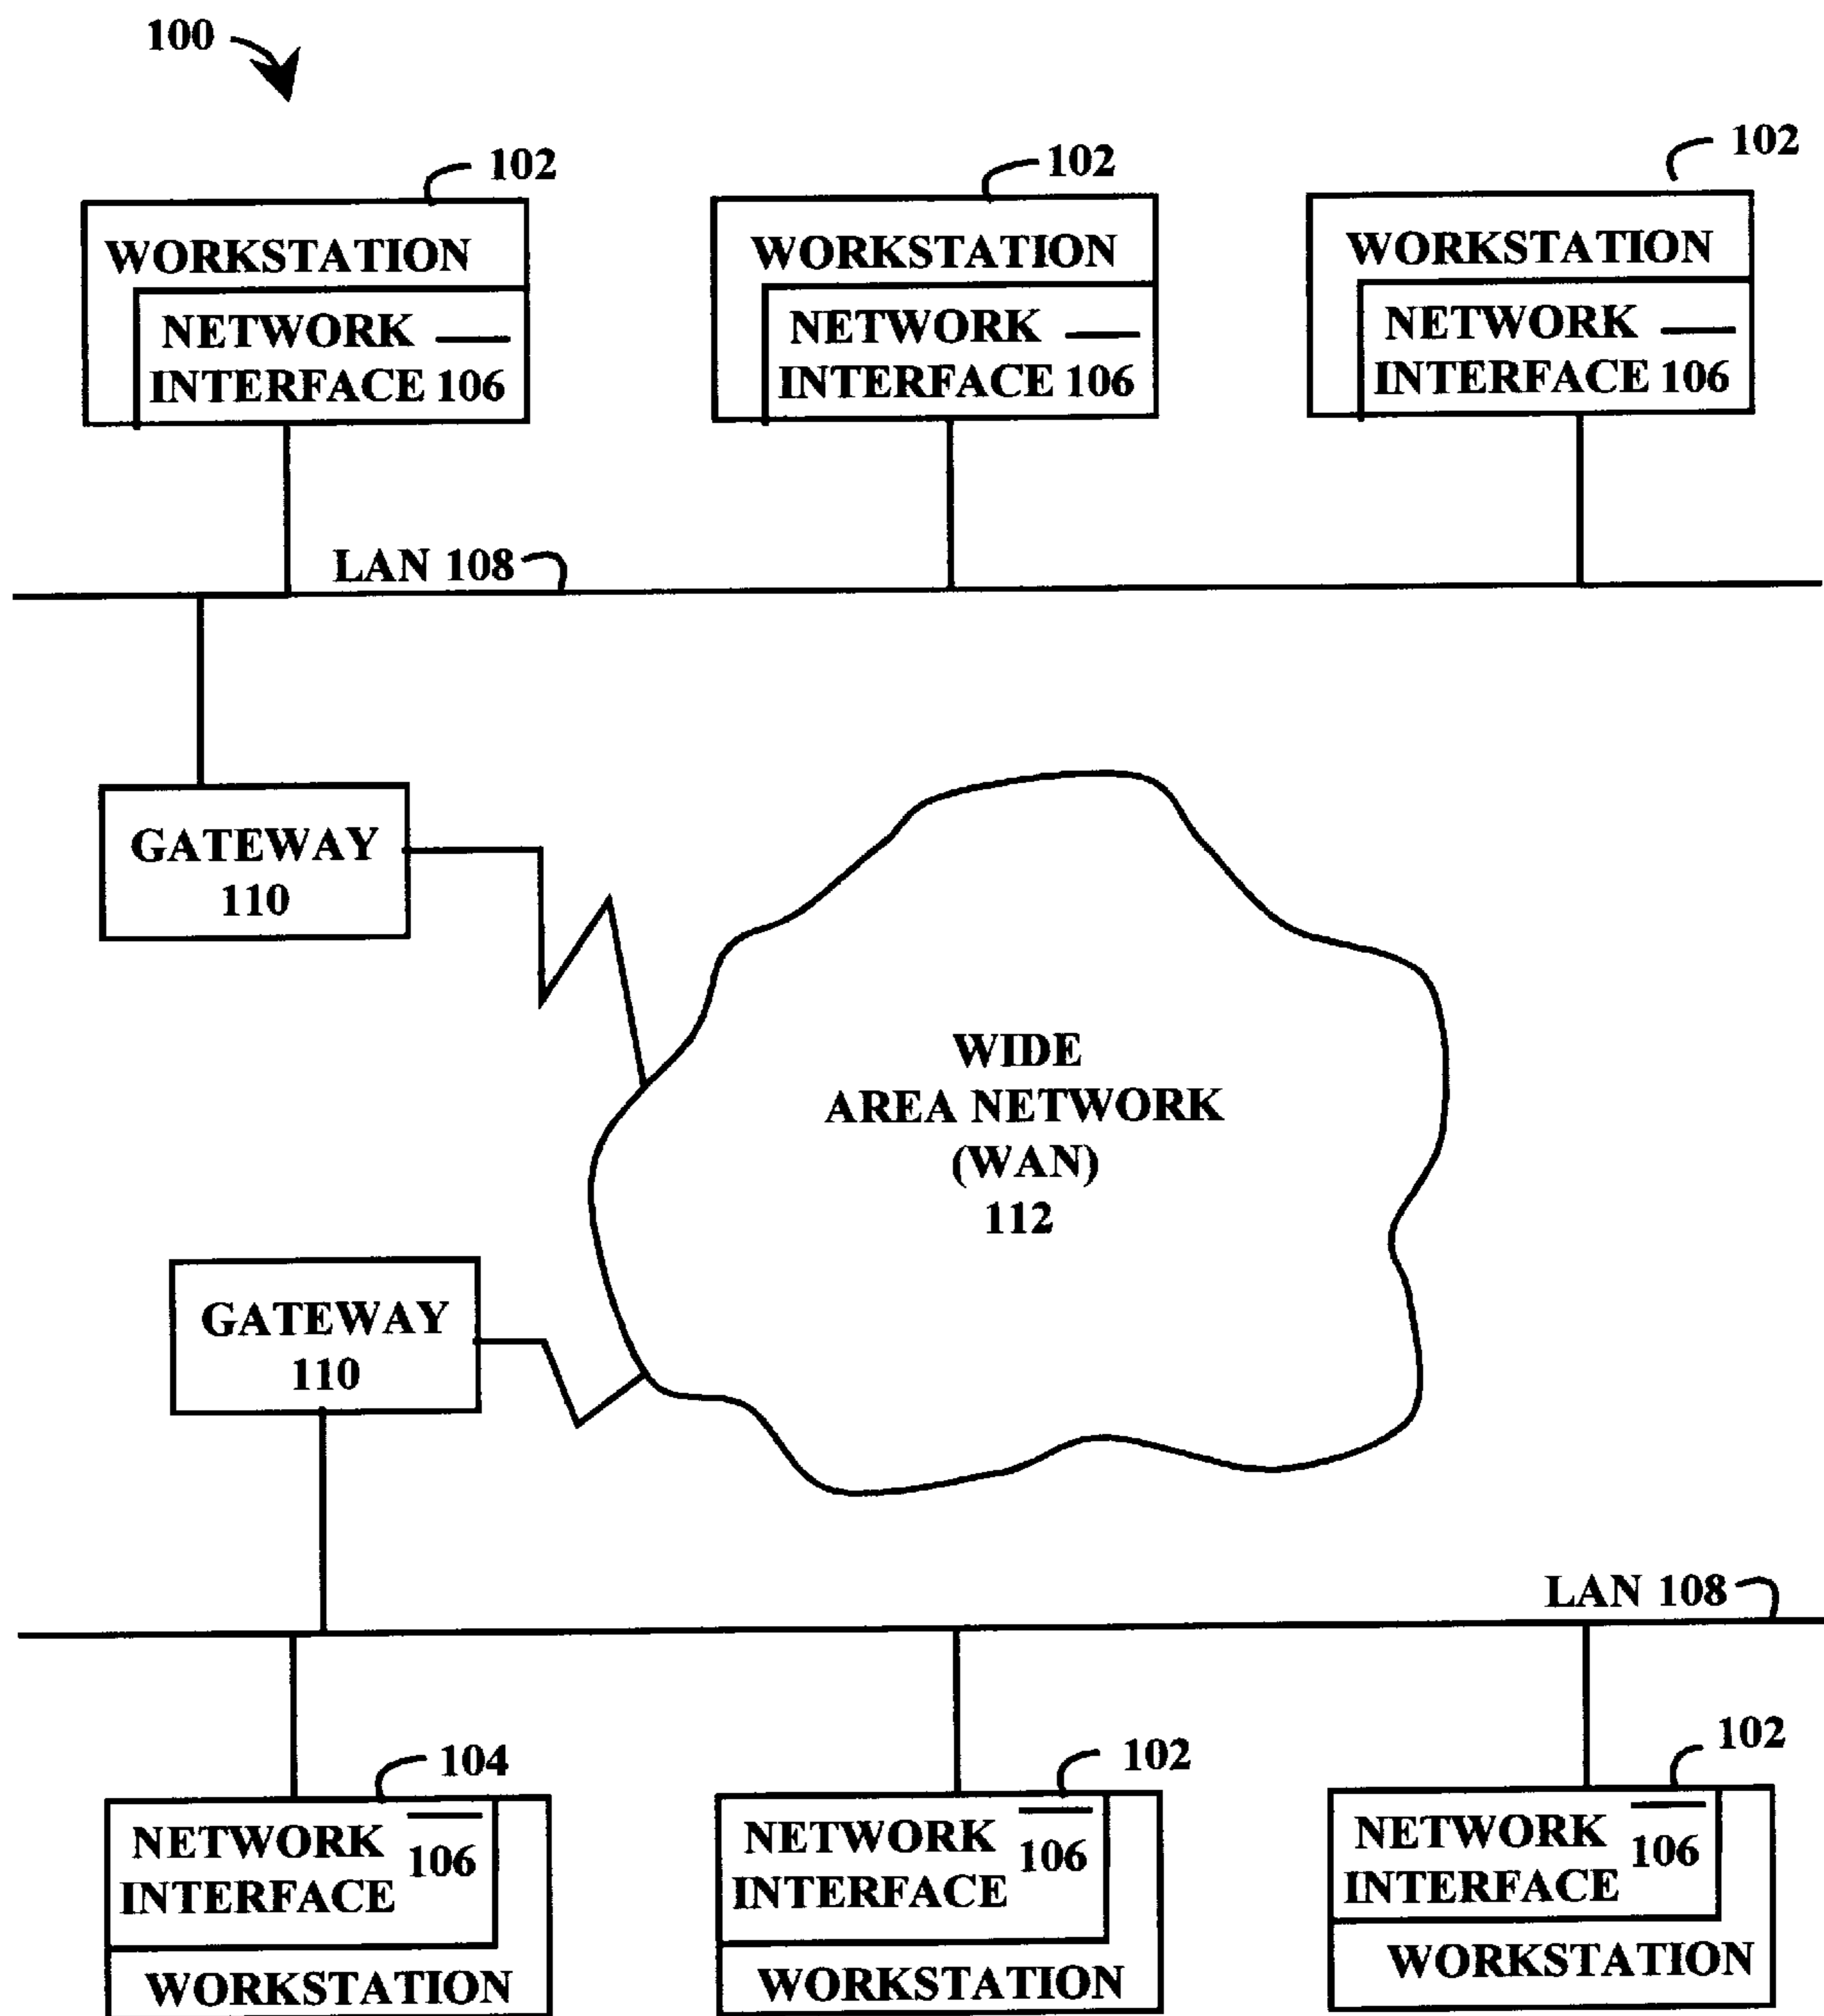 100
102
102
102
WORKSTATION
NETWORK
INTERFACE 106
WORKSTATION
NETWORK
INTERFACE 106
WORKSTATION
NETWORK
INTERFACE 106
LAN 108
GATEWAY
110
WIDE
AREA NETWORK
(WAN)
112
GATEWAY
110
LAN 108
104
102
102
NETWORK
106
INTERFACE
WORKSTATION
NETWORK
106
INTERFACE
WORKSTATION
NETWORK
106
INTERFACE
WORKSTATION